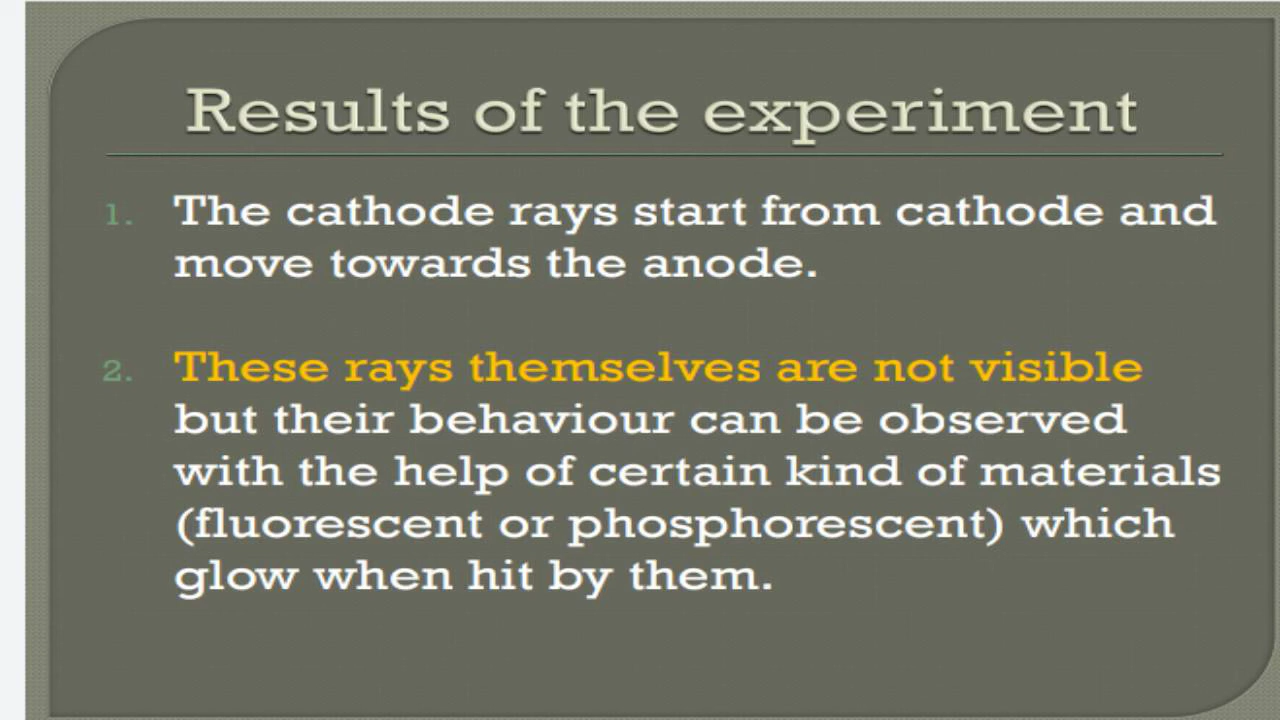 Results of the experiment
1. The cathode rays start from cathode and
move towards the anode.
2. These rays themselves are not visible
but their behaviour can be observed
with the help of certain kind of materials
(fluorescent or phosphorescent) which
glow when hit by them.